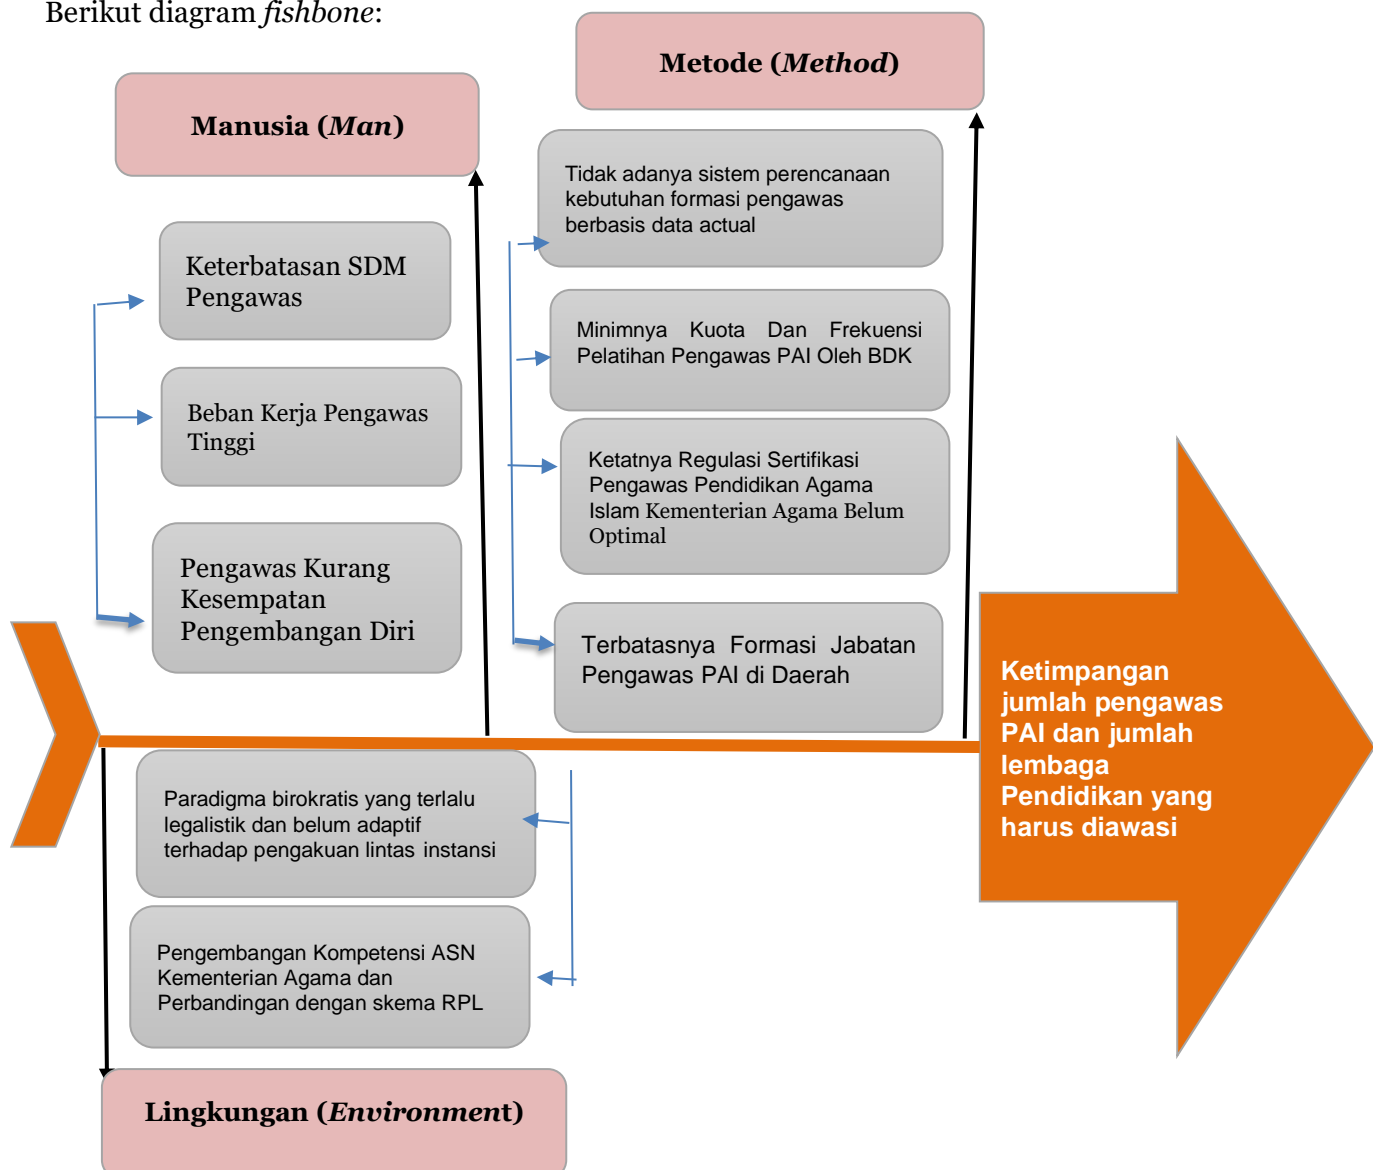 Berikut diagram fishbone:
Manusia (Man)
Keterbatasan SDM
Pengawas
Beban Kerja Pengawas
Tinggi
Pengawas Kurang
Kesempatan
Pengembangan Diri
Metode (Method)
Tidak adanya sistem perencanaan
kebutuhan formasi pengawas
berbasis data actual
Minimnya Kuota Dan Frekuensi
Pelatihan Pengawas PAI Oleh BDK
Ketatnya Regulasi Sertifikasi
Pengawas Pendidikan Agama
Islam Kementerian Agama Belum
Optimal
Terbatasnya Formasi Jabatan
Pengawas PAI di Daerah
Ketimpangan
jumlah pengawas
PAI dan jumlah
lembaga
Pendidikan yang
harus diawasi
Paradigma birokratis yang terlalu
legalistik dan belum adaptif
terhadap pengakuan lintas instansi
Pengembangan Kompetensi ASN
Kementerian Agama dan
Perbandingan dengan skema RPL
Lingkungan (Environment)